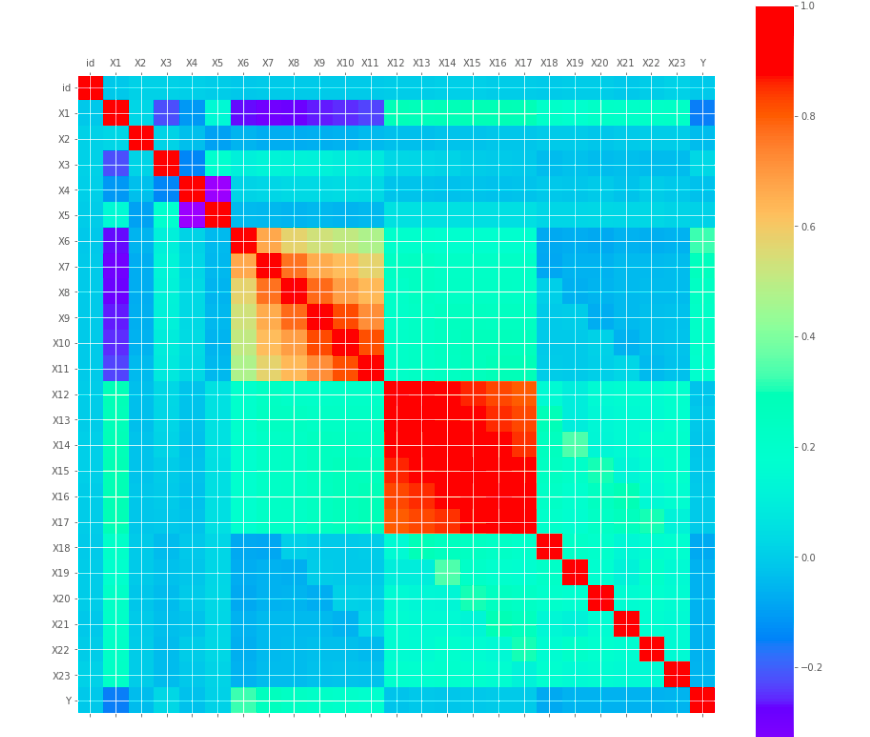 1.0
id X1 X2 X3 X4 X5 X6 X7 X8 X9 X10 X11 X12 X13 X14 X15 X16 X17 X18 X19 X20 X21 X22 X23 Y
id
X1
0.8
X2
X3
X4
X5
0.6
X6
X7
X8
X9
0.4
X10
X11
X12
X13
0.2
X14
X15
X16
X17
X18
0.0
X19
X20
X21
X22
−0.2
X23
Y